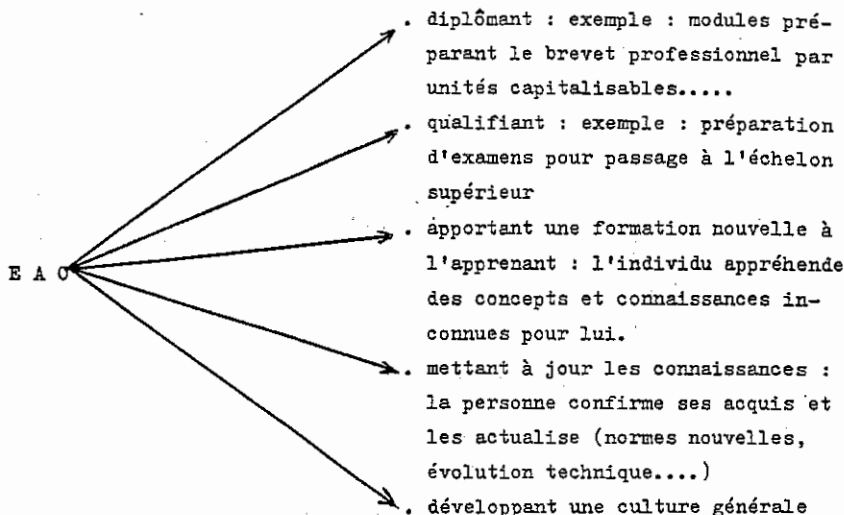 . diplômant : exemple : modules pré-
parant le brevet professionnel par
unités capitalisables.....
. qualifiant : exemple : préparation
d'examens pour passage à l'échelon
supérieur
. apportant une formation nouvelle à
l'apprenant : l'individu appréhende
E A O
des concepts et connaissances in-
connues pour lui.
. mettant à jour les connaissances :
la personne confirme ses acquis et
les actualise (normes nouvelles,
évolution technique....)
. développant une culture générale